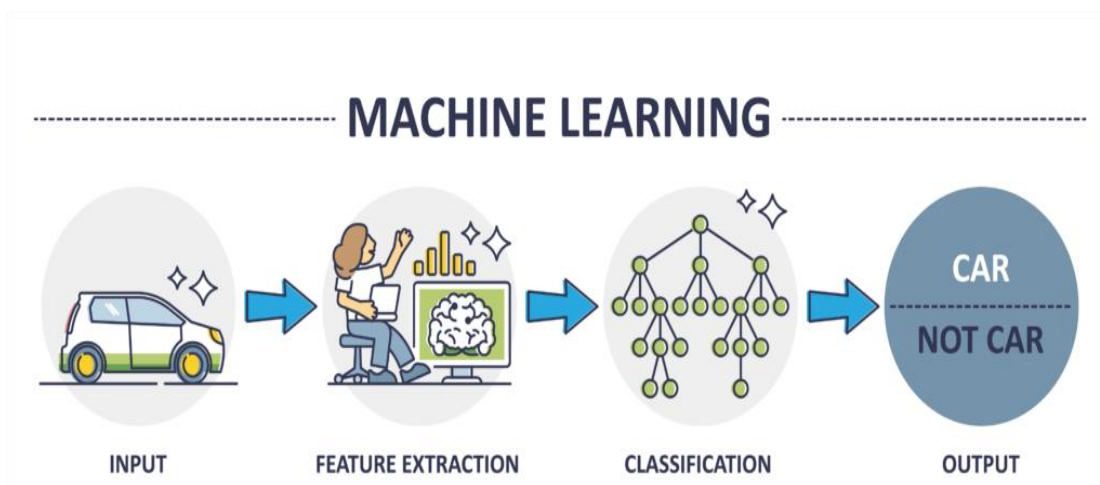 MACHINE LEARNING
CAR
NOT CAR
INPUT
FEATURE EXTRACTION
CLASSIFICATION
OUTPUT